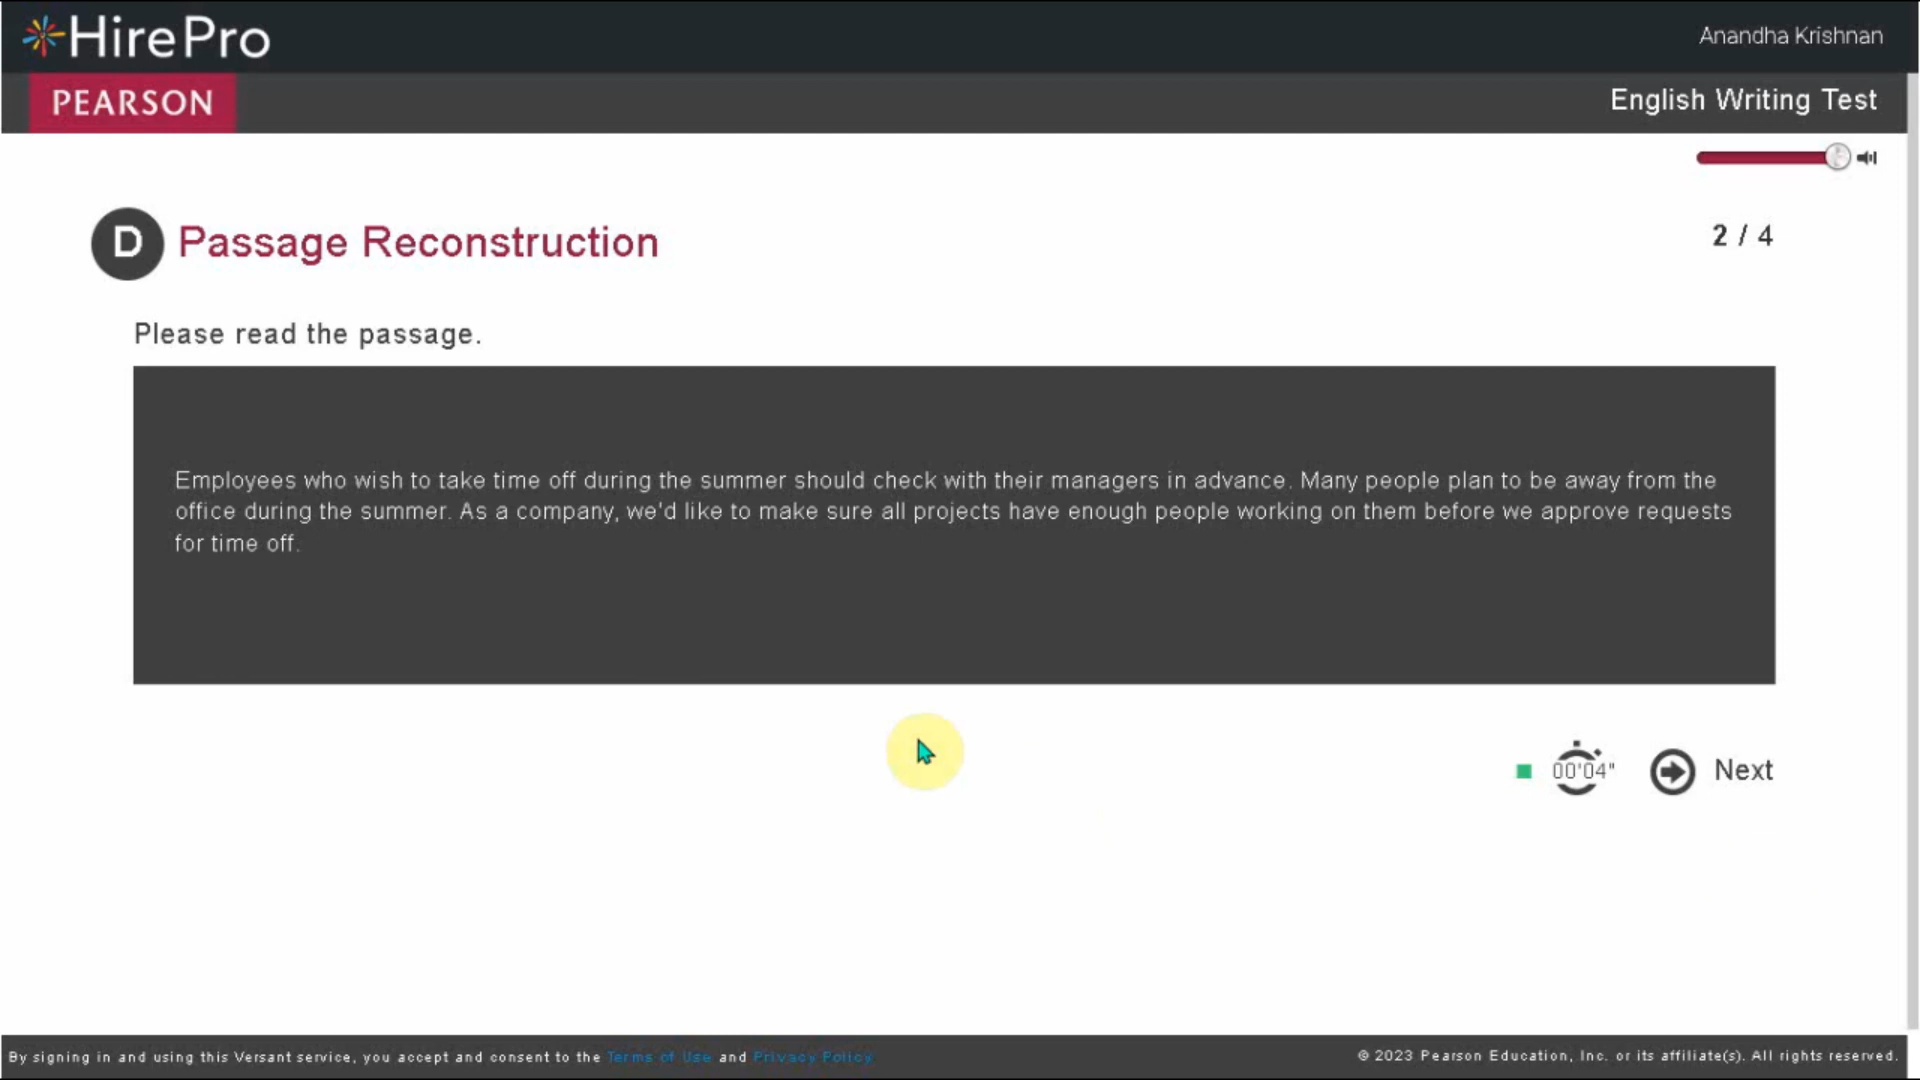 HirePro
Anandha Krishnan
PEARSON
English Writing Test
D Passage Reconstruction
2 / 4
Please read the passage.
Employees who wish to take time off during the summer should check with their managers in advance. Many people plan to be away from the
office during the summer. As a company, we'd like to make sure all projects have enough people working on them before we approve requests
for time off.
00'04"
Next
By signing in and using this Versant service, you accept and consent to the Terms of Use and Privacy Policy
© 2023 Pearson Education, Inc. or its affiliate(s). All rights reserved.